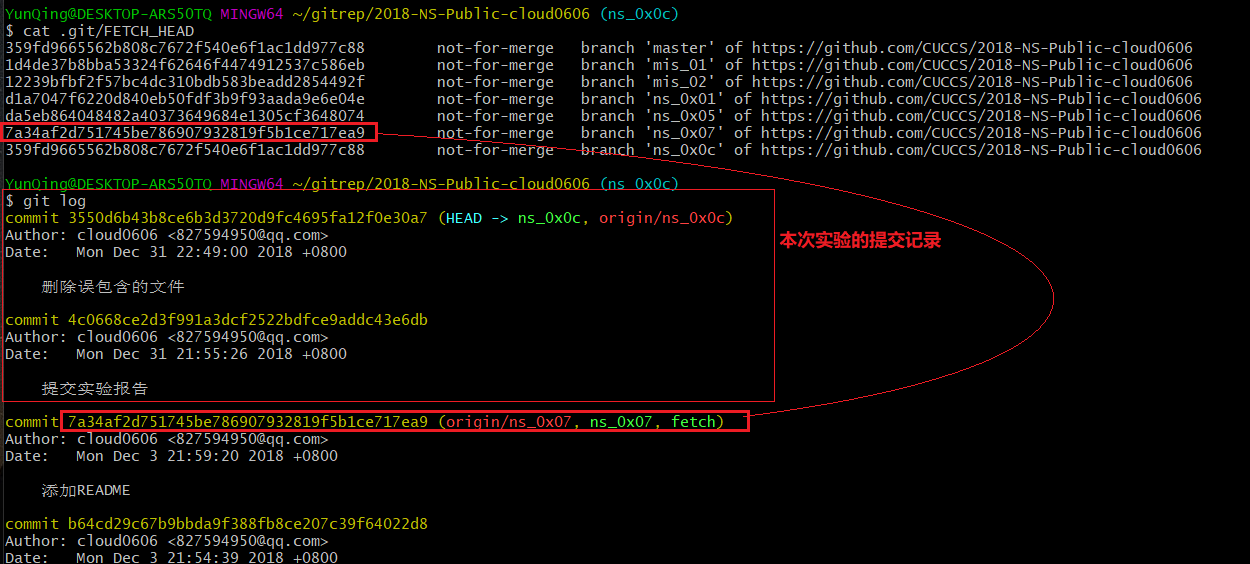 YunQing@DESKTOP-ARS50TQ MINGW64 ~/gitrep/2018-NS-Public-cloud0606 (ns_0x0c)
$ cat .git/FETCH_HEAD
359fd9665562b808c7672f540e6f1ac1dd977c88 not-for-merge branch 'master' of https://github.com/CUCCS/2018-NS-Public-cloud0606
1d4de37b8bba53324f62646f4474912537c586eb not-for-merge branch 'mis_01' of https://github.com/CUCCS/2018-NS-Public-cloud0606
12239bfbf2f57bc4dc310bdb583beadd2854492f not-for-merge branch 'mis_02' of https://github.com/CUCCS/2018-NS-Public-cloud0606
d1a7047f6220d840eb50fdf3b9f93aada9e6e04e not-for-merge branch 'ns_0x01' of https://github.com/CUCCS/2018-NS-Public-cloud0606
da5eb864048482a40373649684e1305cf3648074 not-for-merge branch 'ns_0x05' of https://github.com/CUCCS/2018-NS-Public-cloud0606
7a34af2d751745be786907932819f5b1ce717ea9 not-for-merge branch 'ns_0x07' of https://github.com/CUCCS/2018-NS-Public-cloud0606
359fd9665562b808c7672f540e6f1ac1dd977c88 not-for-merge branch 'ns_0x0c' of https://github.com/CUCCS/2018-NS-Public-cloud0606
YunQing@DESKTOP-ARS50TQ MINGW64 ~/gitrep/2018-NS-Public-cloud0606 (ns_0x0c)
$ git log
commit 3550d6b43b8ce6b3d3720d9fc4695fa12f0e30a7 (HEAD -> ns_0x0c, origin/ns_0x0c)
Author: cloud0606 <827594950@qq.com>
本次实验的提交记录
Date: Mon Dec 31 22:49:00 2018 +0800
删除误包含的文件
commit 4c0668ce2d3f991a3dcf2522bdfce9addc43e6db
Author: cloud0606 <827594950@qq.com>
Date: Mon Dec 31 21:55:26 2018 +0800
提交实验报告
commit 7a34af2d751745be786907932819f5b1ce717ea9 (origin/ns_0x07, ns_0x07, fetch)
Author: cloud0606 <827594950@qq.com>
Date: Mon Dec 3 21:59:20 2018 +0800
添加README
commit b64cd29c67b9bbda9f388fb8ce207c39f64022d8
Author: cloud0606 <827594950@qq.com>
Date: Mon Dec 3 21:54:39 2018 +0800